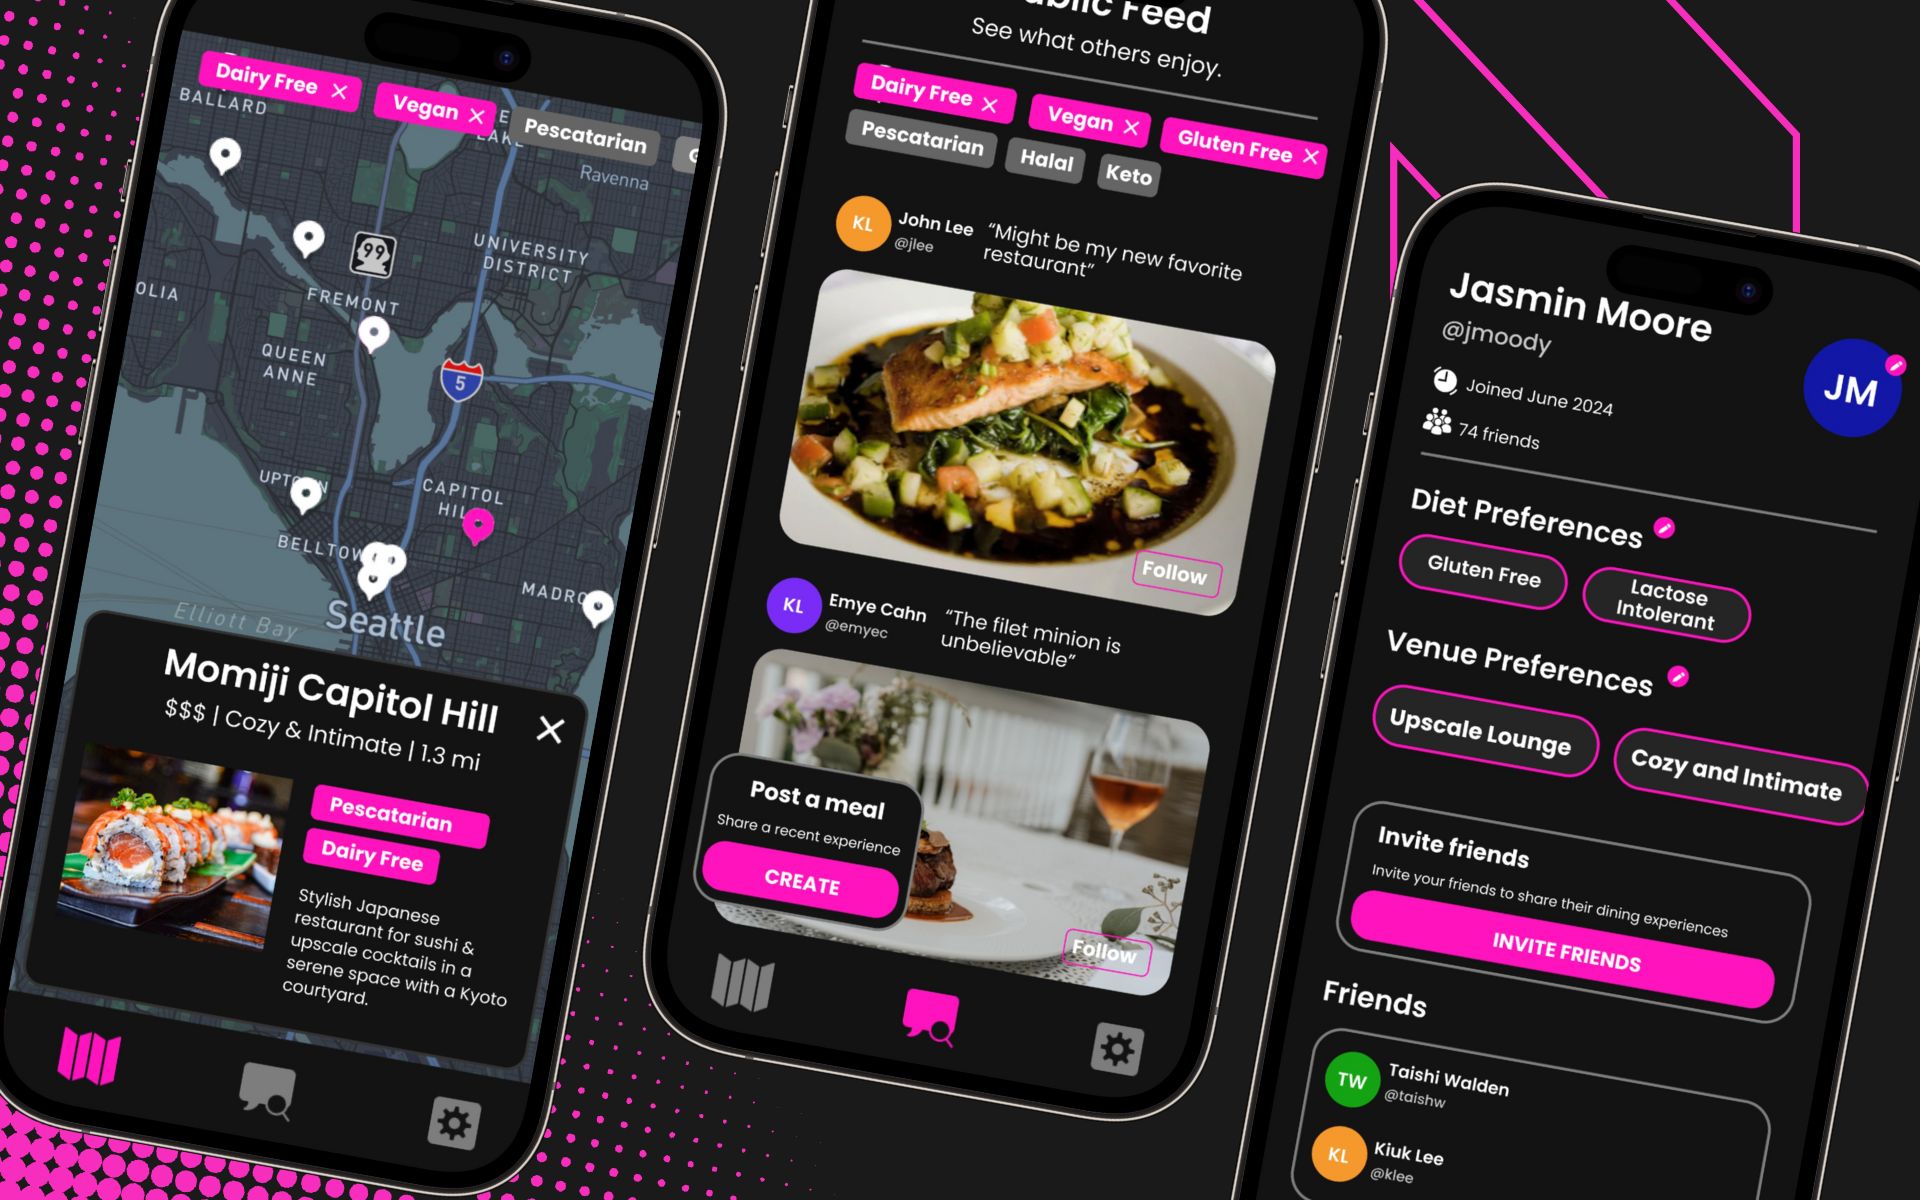 Dairy Free
Vegan
Pescatarian
G
BALLARD
LAKE
Ravenna
99
UNIVERSITY
DISTRICT
OLIA
FREMONT
QUEEN
ANNE
5
CAPITOL
HILL
BELLTOW
MADRO
Elliott Bay
Seattle
Momiji Capitol Hill
$$$ | Cozy & Intimate | 1.3 mi
Pescatarian
Dairy Free
Stylish Japanese
restaurant for sushi &
upscale cocktails in a
serene space with a Kyoto
courtyard.
Public Feed
See what others enjoy.
Dairy Free
Vegan
Gluten Free
Pescatarian
Halal
Keto
KL
John Lee
@jlee
“Might be my new favorite
restaurant”
Follow
KL
Emye Cahn
@emyec
“The filet minion is
unbelievable”
Post a meal
Share a recent experience
CREATE
Follow
Jasmin Moore
@jmoody
JM
Joined June 2024
74 friends
Diet Preferences
Gluten Free
Lactose
Intolerant
Venue Preferences
Upscale Lounge
Cozy and Intimate
Invite friends
Invite your friends to share their dining experiences
INVITE FRIENDS
Friends
TW
Taishi Walden
@taishw
KL
Kiuk Lee
@klee